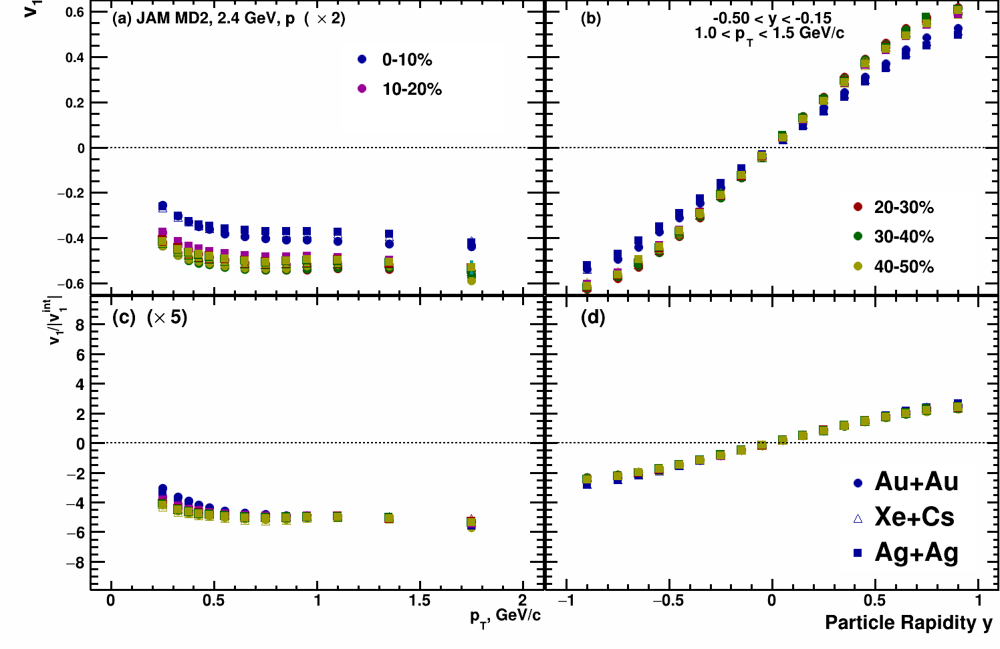 v1
(a) JAM MD2, 2.4 GeV, p ( × 2)
0-10%
10-20%
0.6
0.4
0.2
0
−0.2
−0.4
−0.6
(b)
-0.50 < y < -0.15
1.0 < pT < 1.5 GeV/c
20-30%
30-40%
40-50%
v1/|v1^int|
(c) (× 5)
8
6
4
2
0
−2
−4
−6
−8
0 0.5 1 1.5 2
pT, GeV/c
(d)
Au+Au
Xe+Cs
Ag+Ag
−1 −0.5 0 0.5 1
Particle Rapidity y